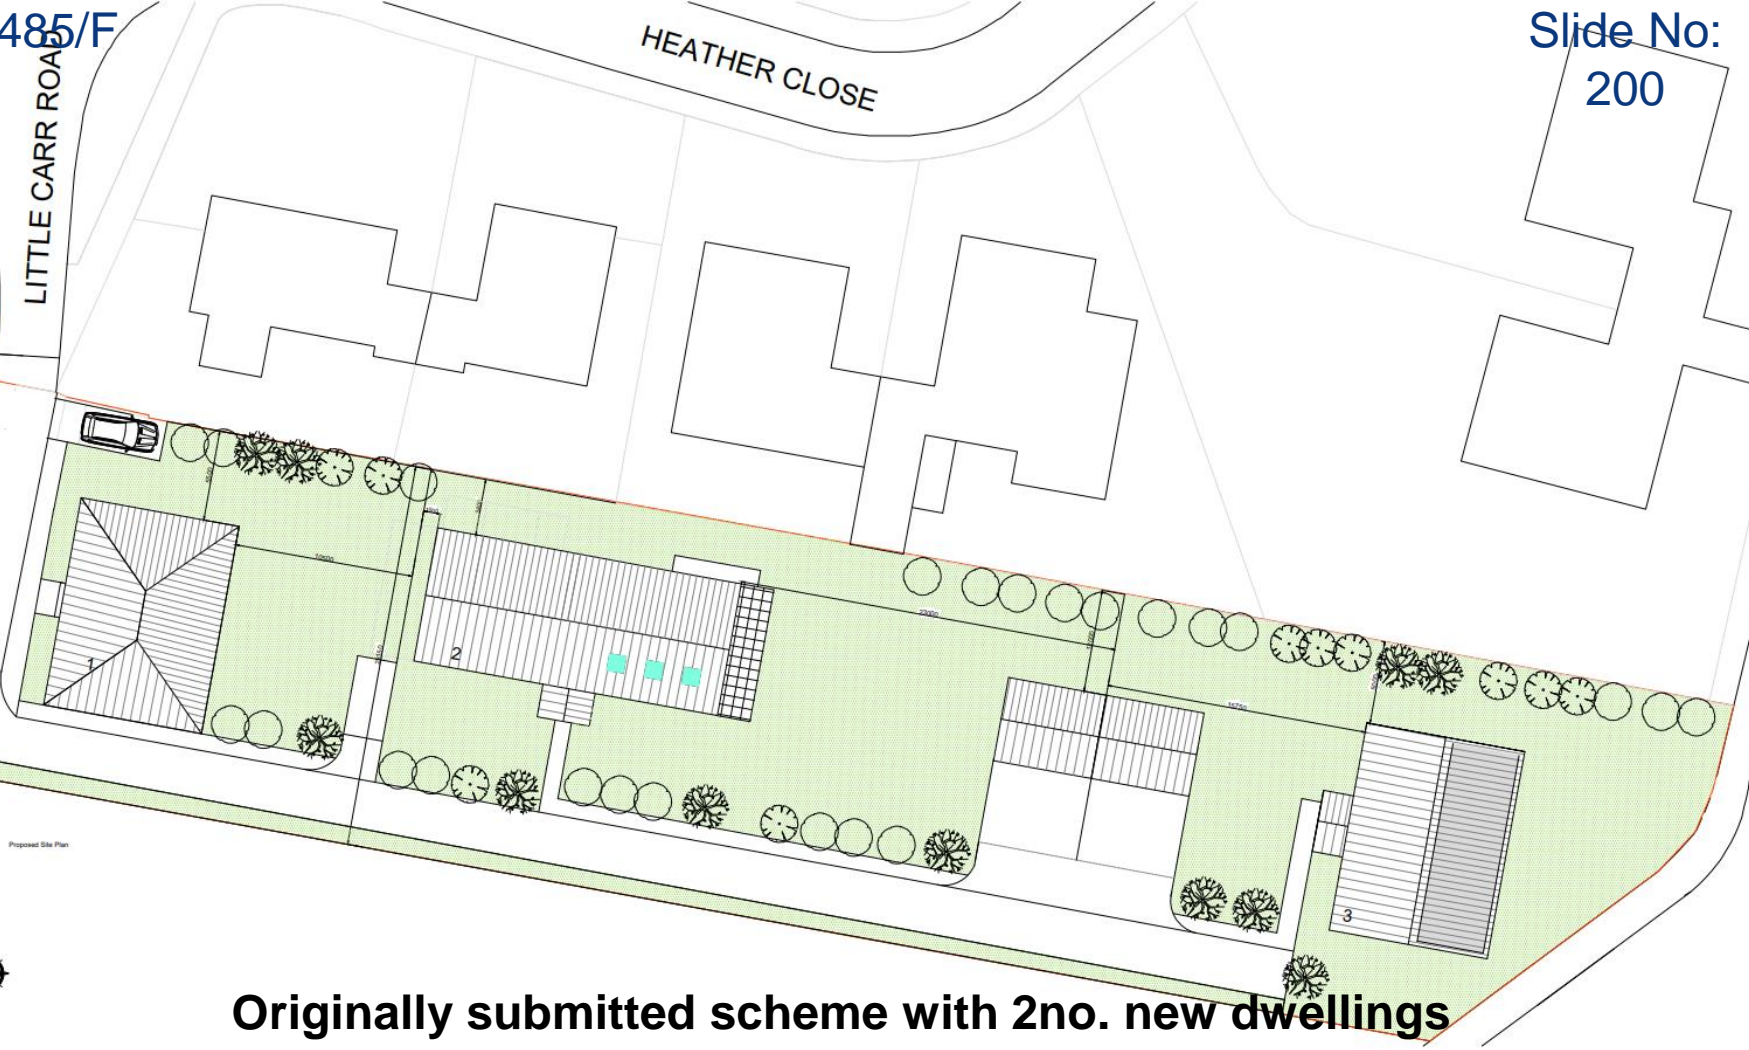 485/F
Slide No:
200
HEATHER CLOSE
LITTLE CARR ROAD
1
2
3
Proposed Site Plan
Originally submitted scheme with 2no. new dwellings